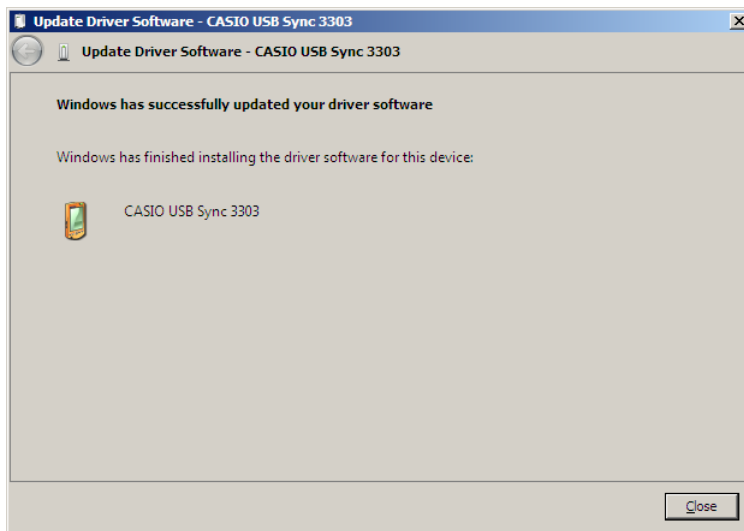 Update Driver Software - CASIO USB Sync 3303
Update Driver Software - CASIO USB Sync 3303
Windows has successfully updated your driver software
Windows has finished installing the driver software for this device:
CASIO USB Sync 3303
Close